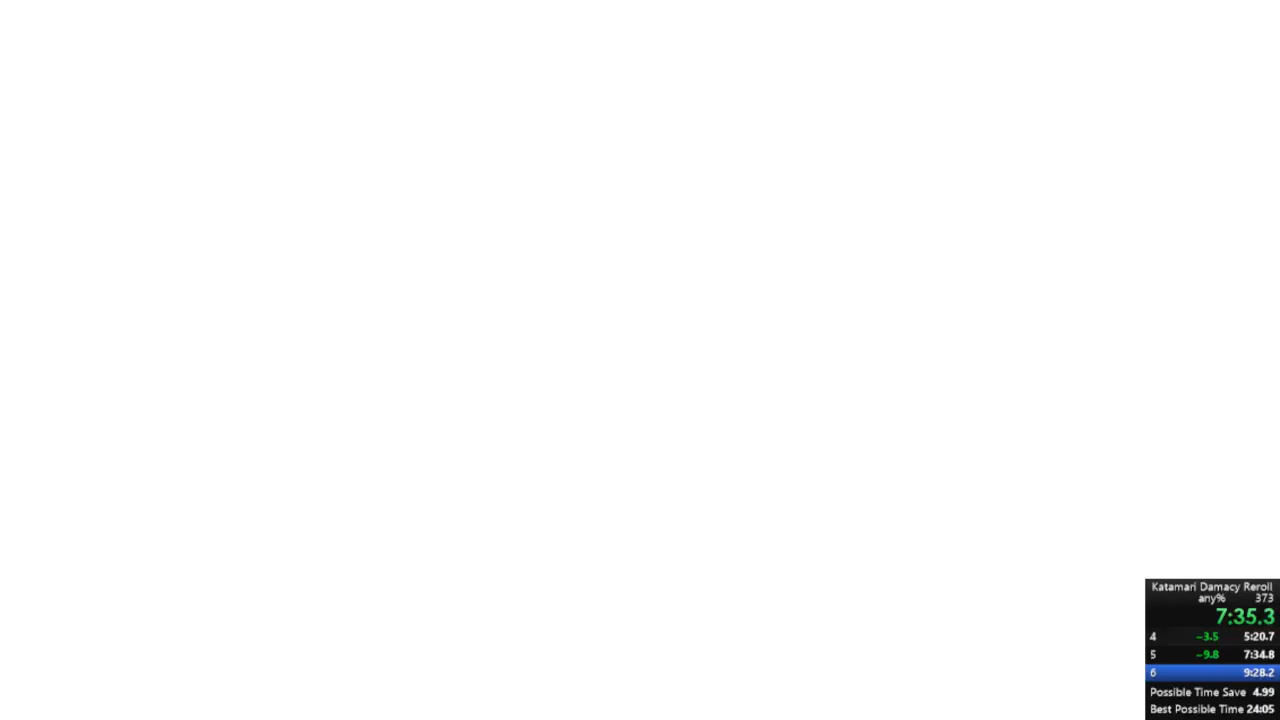 Katamari Damacy Reroll
any% 373
7:35.3
4 -3.5 5:20.7
5 -9.8 7:34.8
6 9:28.2
Possible Time Save 4.99
Best Possible Time 24:05